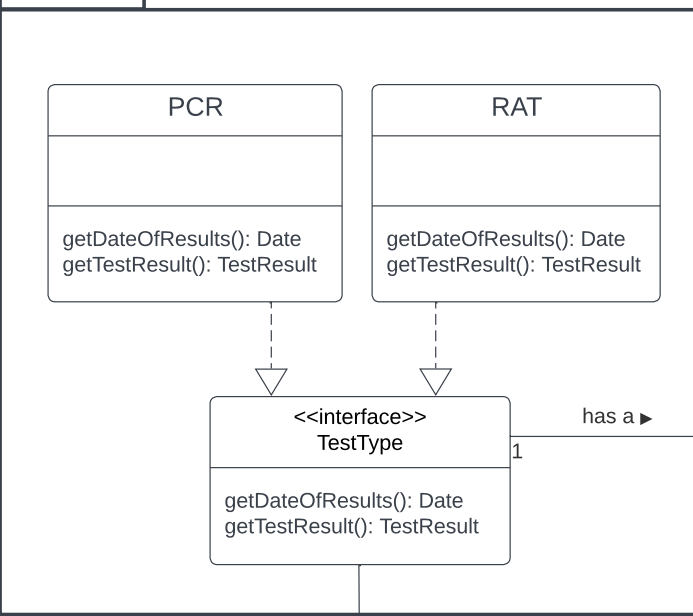 PCR
getDateOfResults(): Date
getTestResult(): TestResult
RAT
getDateOfResults(): Date
getTestResult(): TestResult
<<interface>>
TestType
getDateOfResults(): Date
getTestResult(): TestResult
has a ▶
1